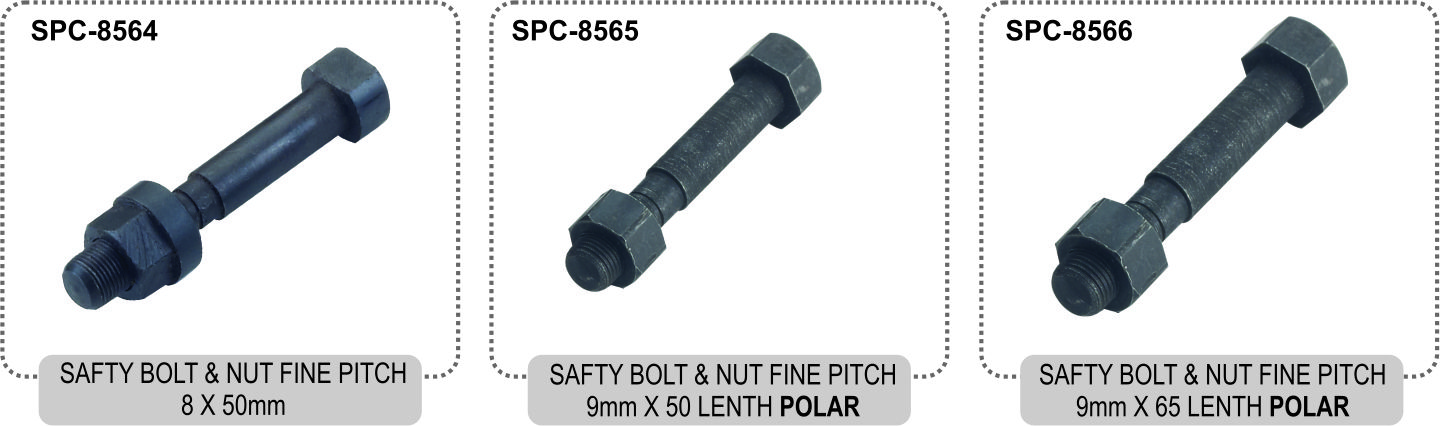 SPC-8564
SAFTY BOLT & NUT FINE PITCH
8 X 50mm
SPC-8565
SAFTY BOLT & NUT FINE PITCH
9mm X 50 LENTH POLAR
SPC-8566
SAFTY BOLT & NUT FINE PITCH
9mm X 65 LENTH POLAR